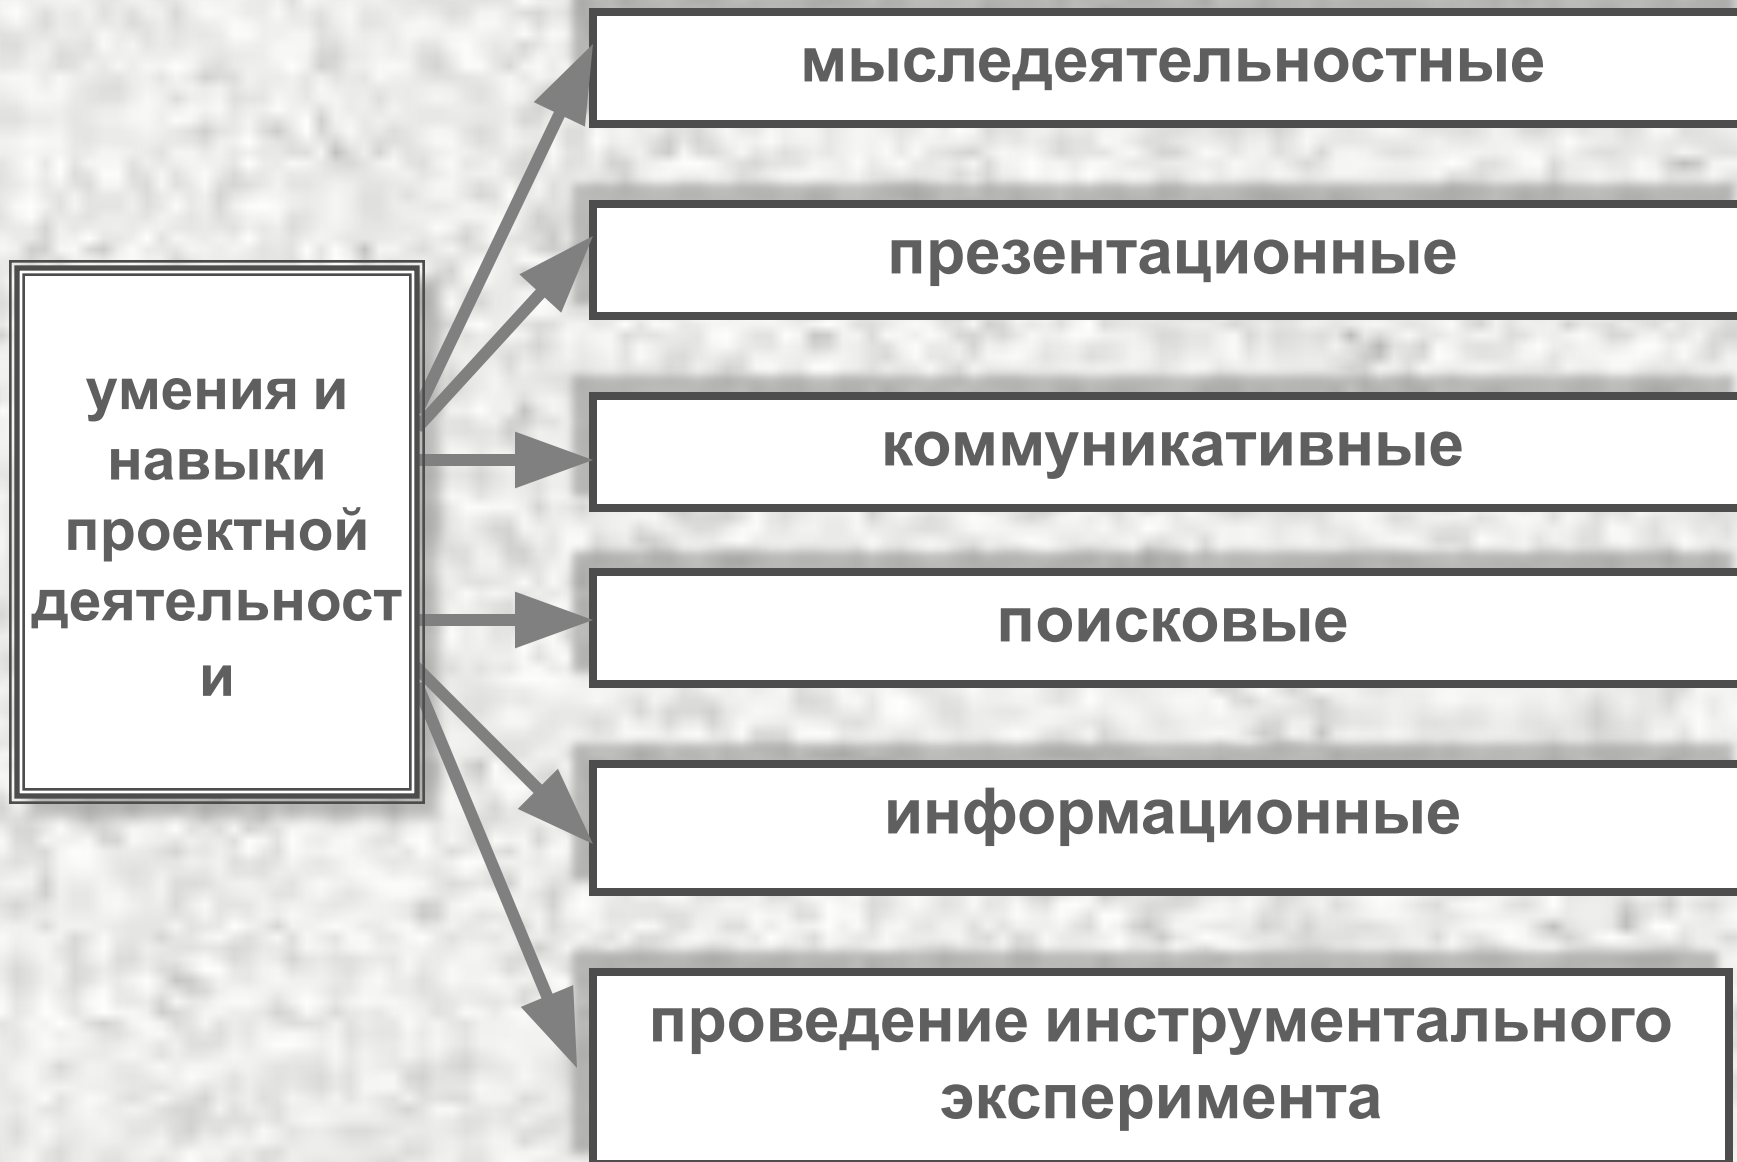 умения и
навыки
проектной
деятельност
и
мыследеятельностные
презентационные
коммуникативные
поисковые
информационные
проведение инструментального
эксперимента